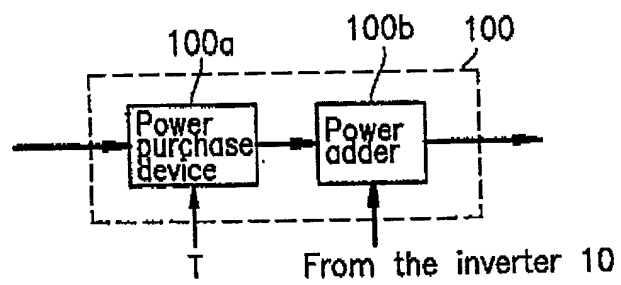 100a
100b
100
Power
purchase
device
Power
adder
T
From the inverter 10